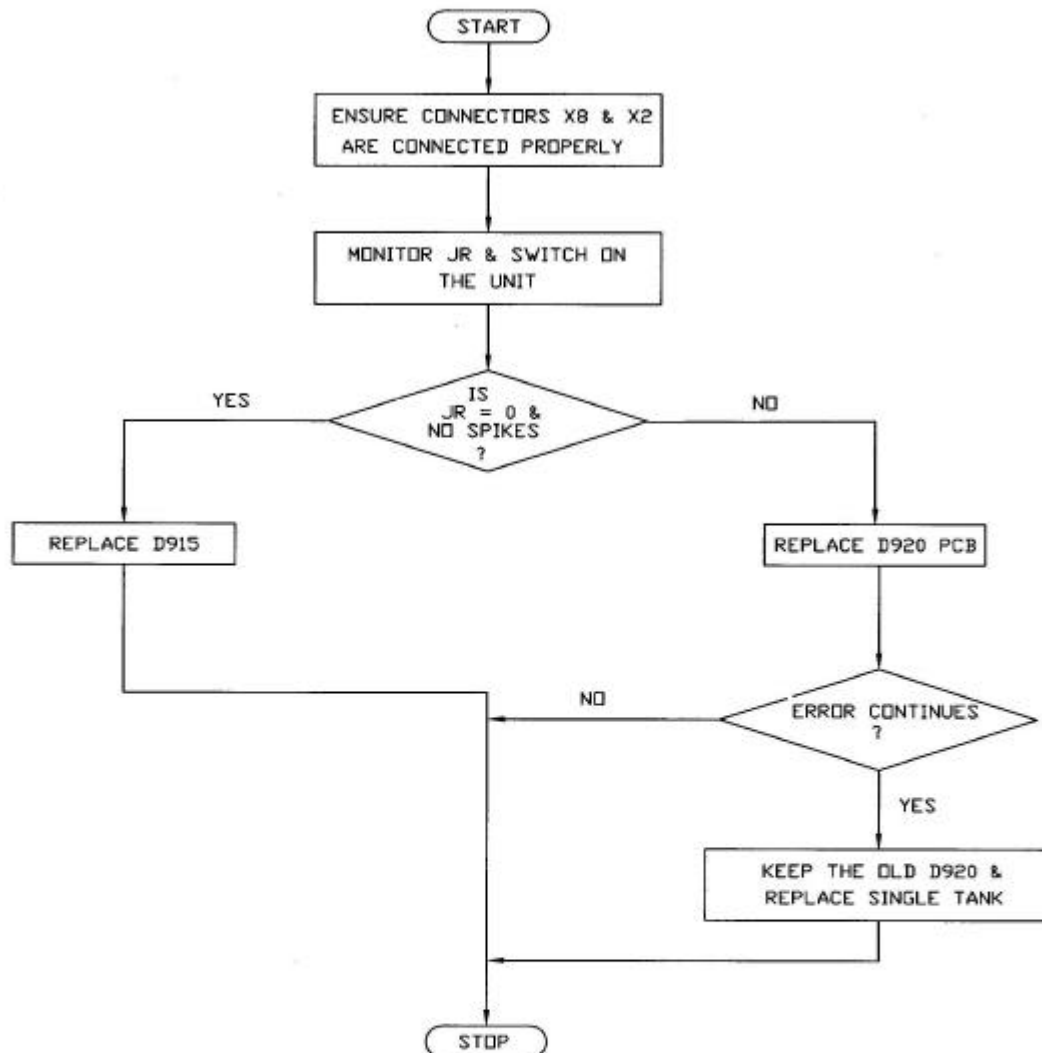 START
ENSURE CONNECTORS X8 & X2
ARE CONNECTED PROPERLY
MONITOR JR & SWITCH ON
THE UNIT
IS
JR = 0 &
NO SPIKES
?
YES
NO
REPLACE D915
REPLACE D920 PCB
ERROR CONTINUES
?
NO
YES
KEEP THE OLD D920 &
REPLACE SINGLE TANK
STOP